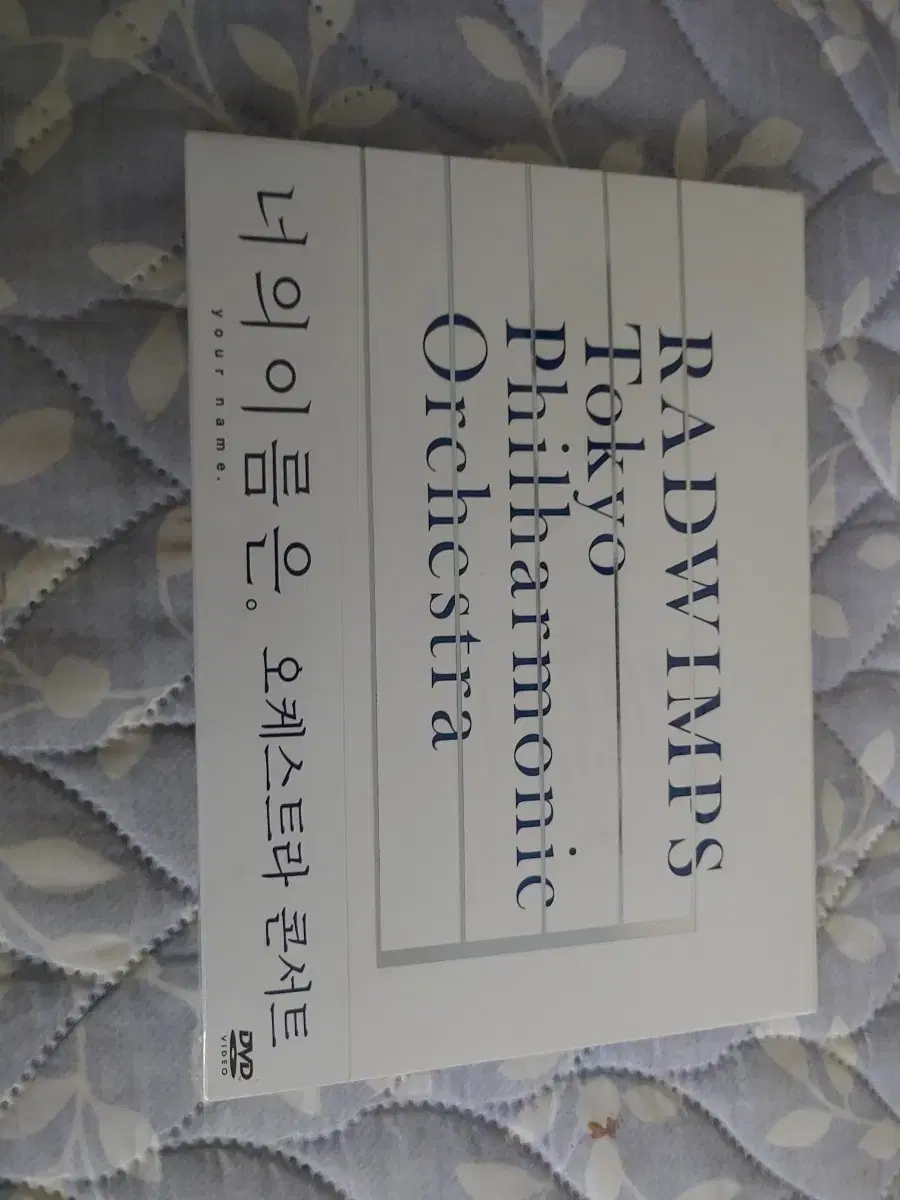 RADWIMPS
Tokyo
Philharmonic
Orchestra
너의 이름은。 오케스트라 콘서트
your name.
DVD
VIDEO